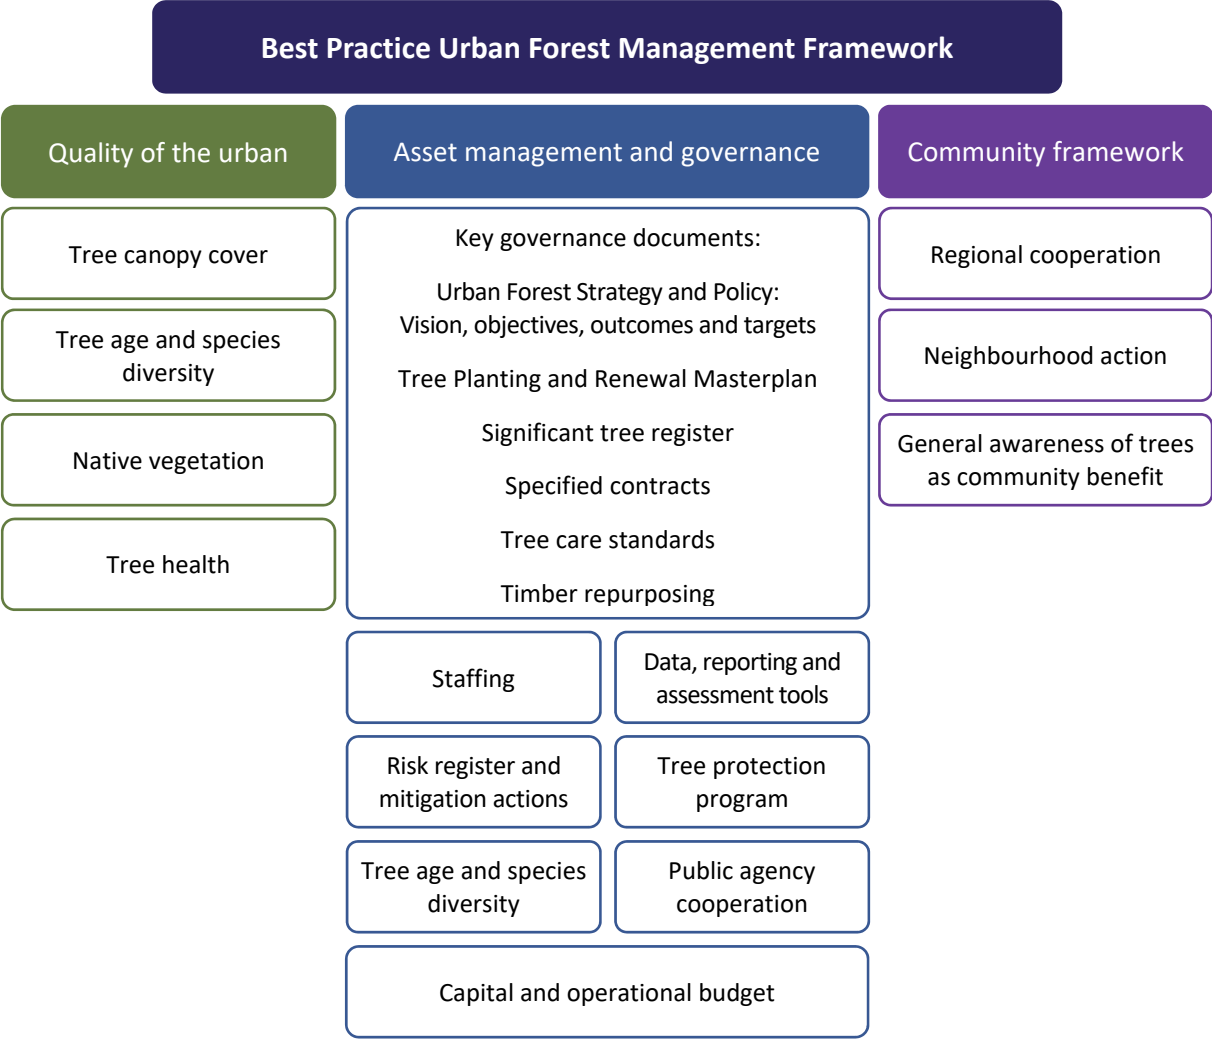 Best Practice Urban Forest Management Framework
Quality of the urban
Tree canopy cover
Tree age and species
diversity
Native vegetation
Tree health
Asset management and governance
Key governance documents:
Urban Forest Strategy and Policy:
Vision, objectives, outcomes and targets
Tree Planting and Renewal Masterplan
Significant tree register
Specified contracts
Tree care standards
Timber repurposing
Staffing
Data, reporting and
assessment tools
Risk register and
mitigation actions
Tree protection
program
Tree age and species
diversity
Public agency
cooperation
Capital and operational budget
Community framework
Regional cooperation
Neighbourhood action
General awareness of trees
as community benefit